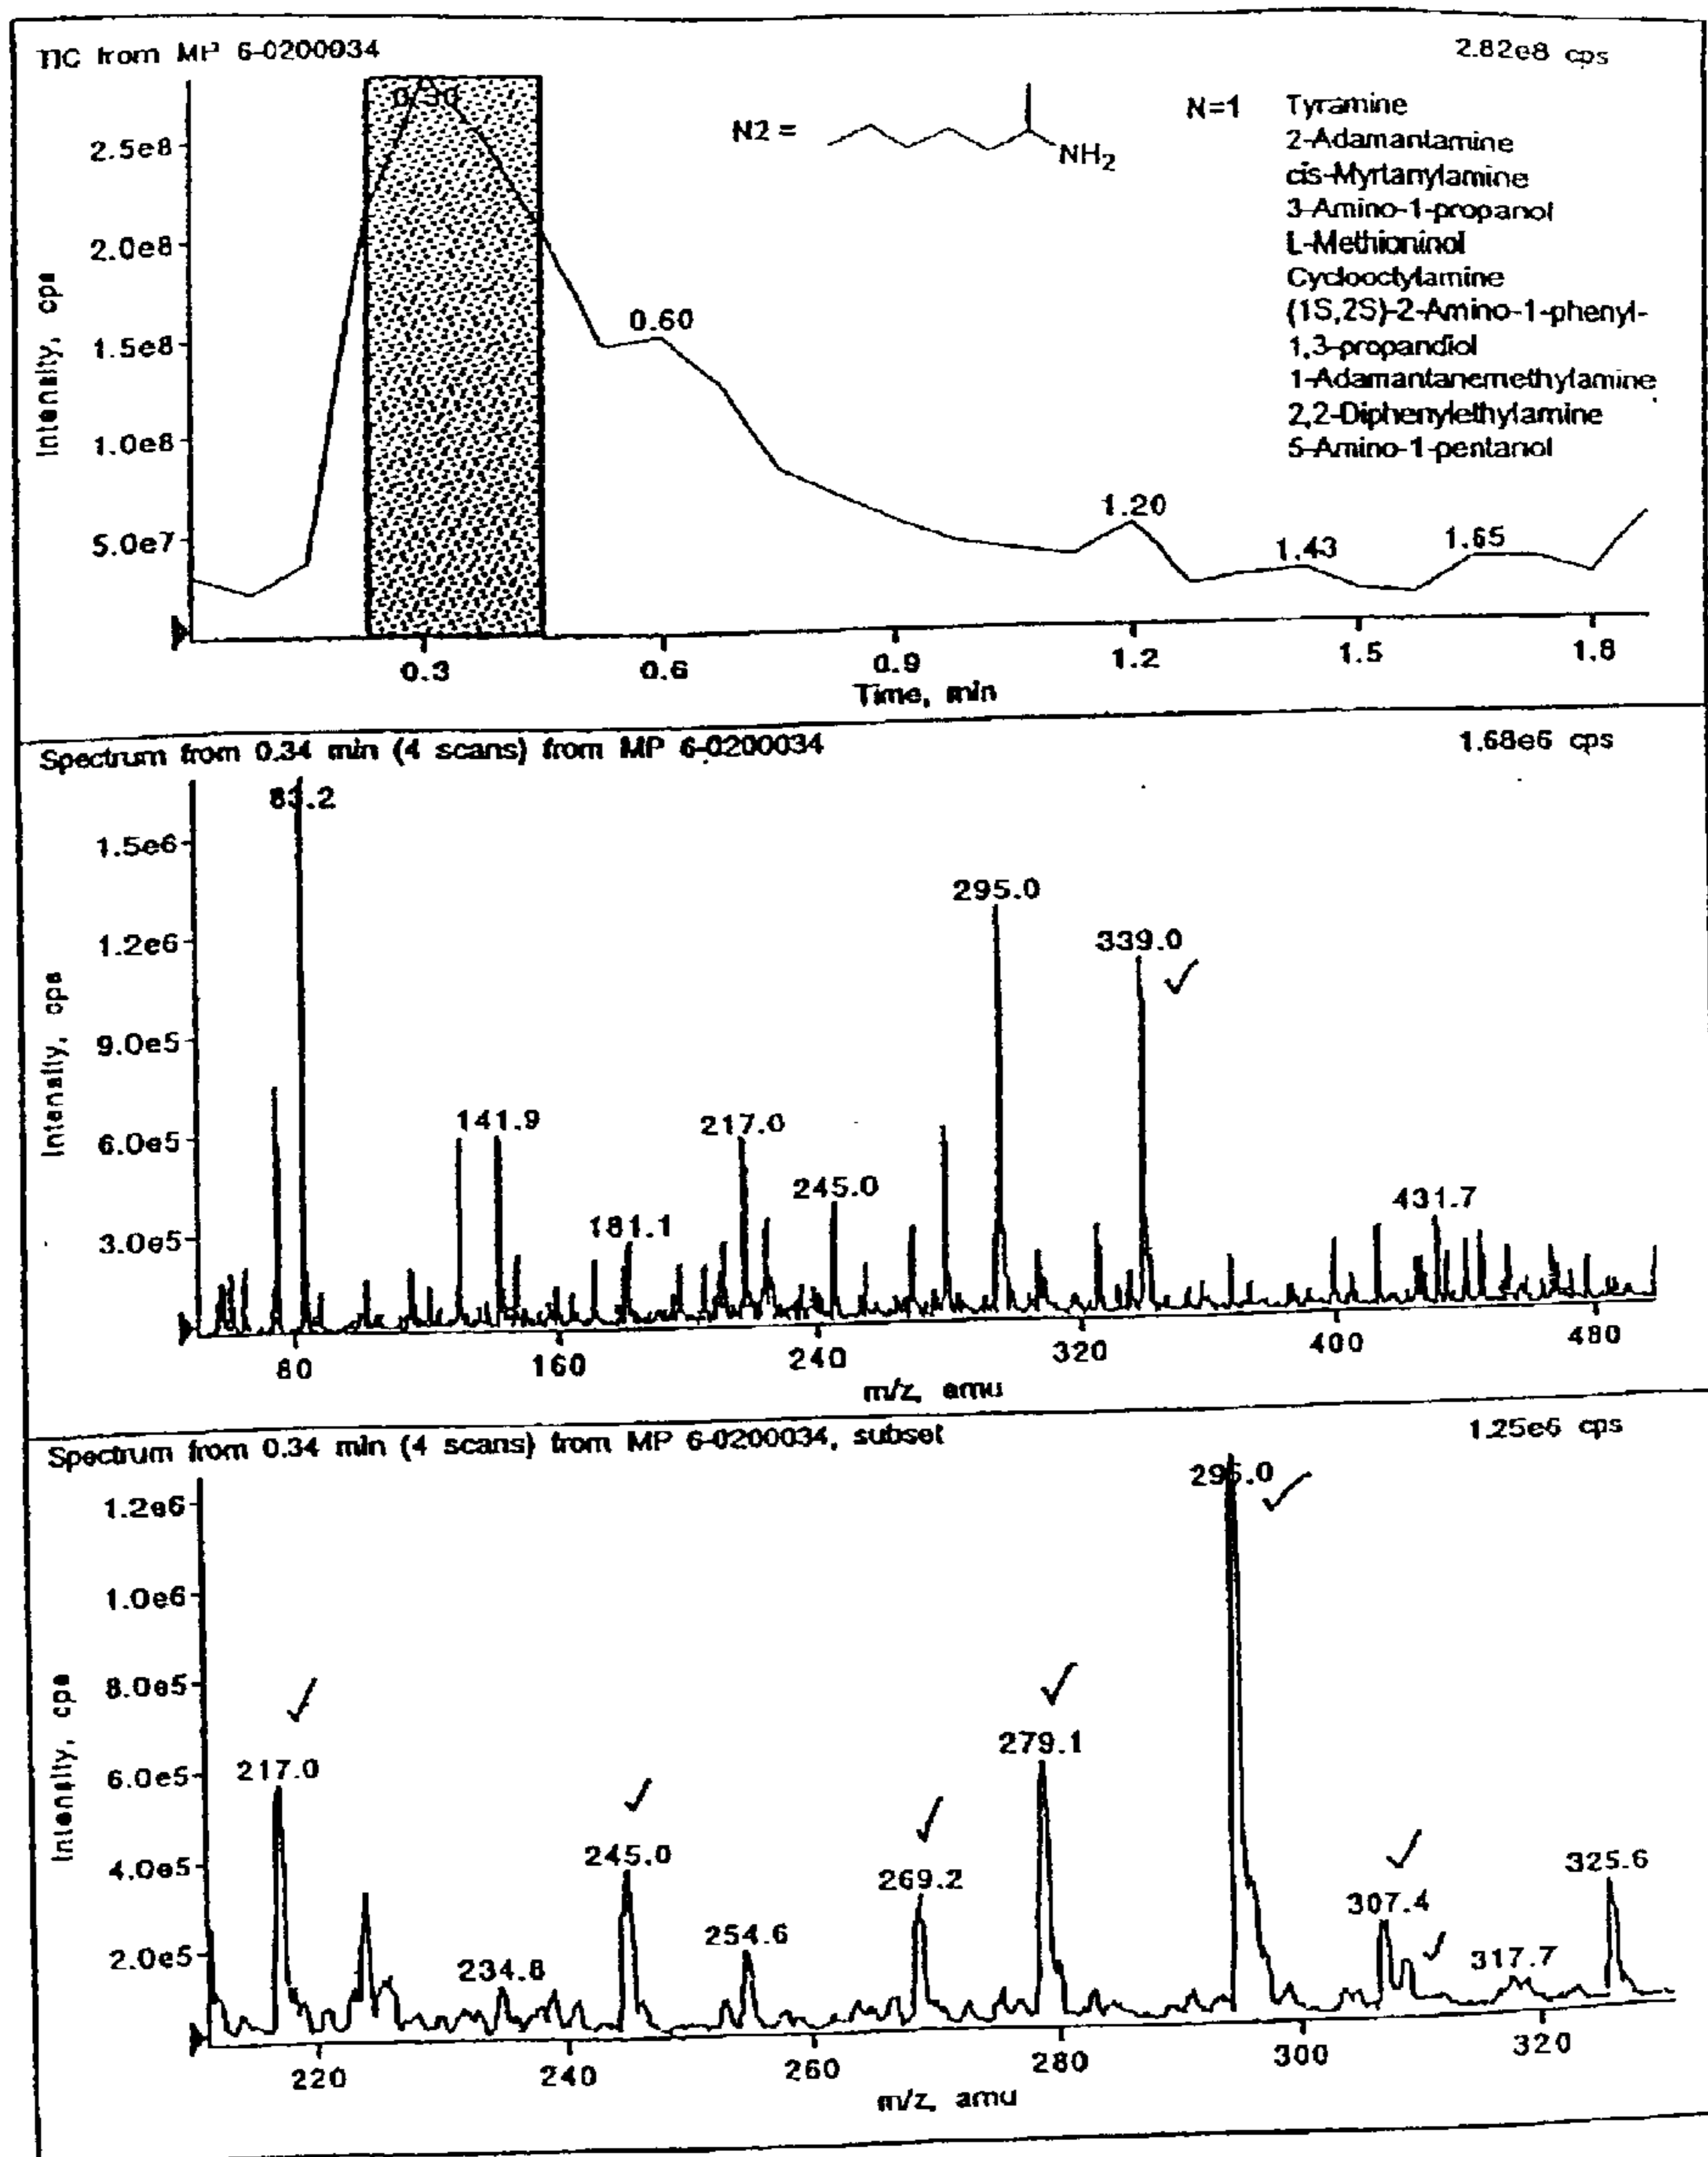 TIC from MP 6-0200034
2.82e8 cps
0.30
N2 =
NH2
N=1
Tyramine
2-Adamantamine
cis-Myrtanylamine
3-Amino-1-propanol
L-Methioninol
Cyclooctylamine
(1S,2S)-2-Amino-1-phenyl-
1,3-propandiol
1-Adamantanemethylamine
2,2-Diphenylethylamine
5-Amino-1-pentanol
2.5e8
2.0e8
1.5e8
1.0e8
5.0e7
Intensity, cps
0.60
1.20
1.43
1.65
0.3 0.6 0.9 1.2 1.5 1.8
Time, min
Spectrum from 0.34 min (4 scans) from MP 6-0200034
1.68e6 cps
83.2
1.5e6
1.2e6
9.0e5
6.0e5
3.0e5
Intensity, cps
295.0
339.0 ✓
141.9
217.0
245.0
181.1
431.7
80 160 240 320 400 480
m/z, amu
Spectrum from 0.34 min (4 scans) from MP 6-0200034, subset
1.25e6 cps
295.0 ✓
1.2e6
1.0e6
8.0e5
6.0e5
4.0e5
2.0e5
Intensity, cps
✓
217.0
✓
245.0
✓
269.2
✓
279.1
✓
307.4
✓
325.6
254.6
234.8
317.7
220 240 260 280 300 320
m/z, amu